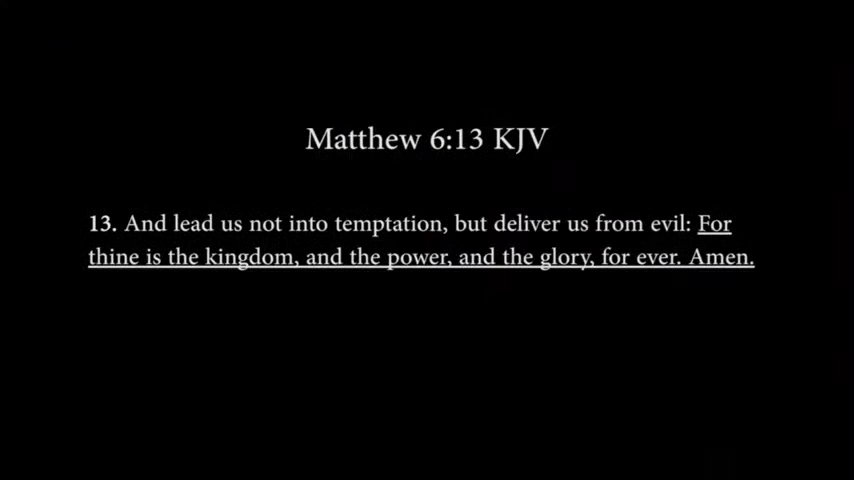 Matthew 6:13 KJV
13. And lead us not into temptation, but deliver us from evil: For
thine is the kingdom, and the power, and the glory, for ever. Amen.